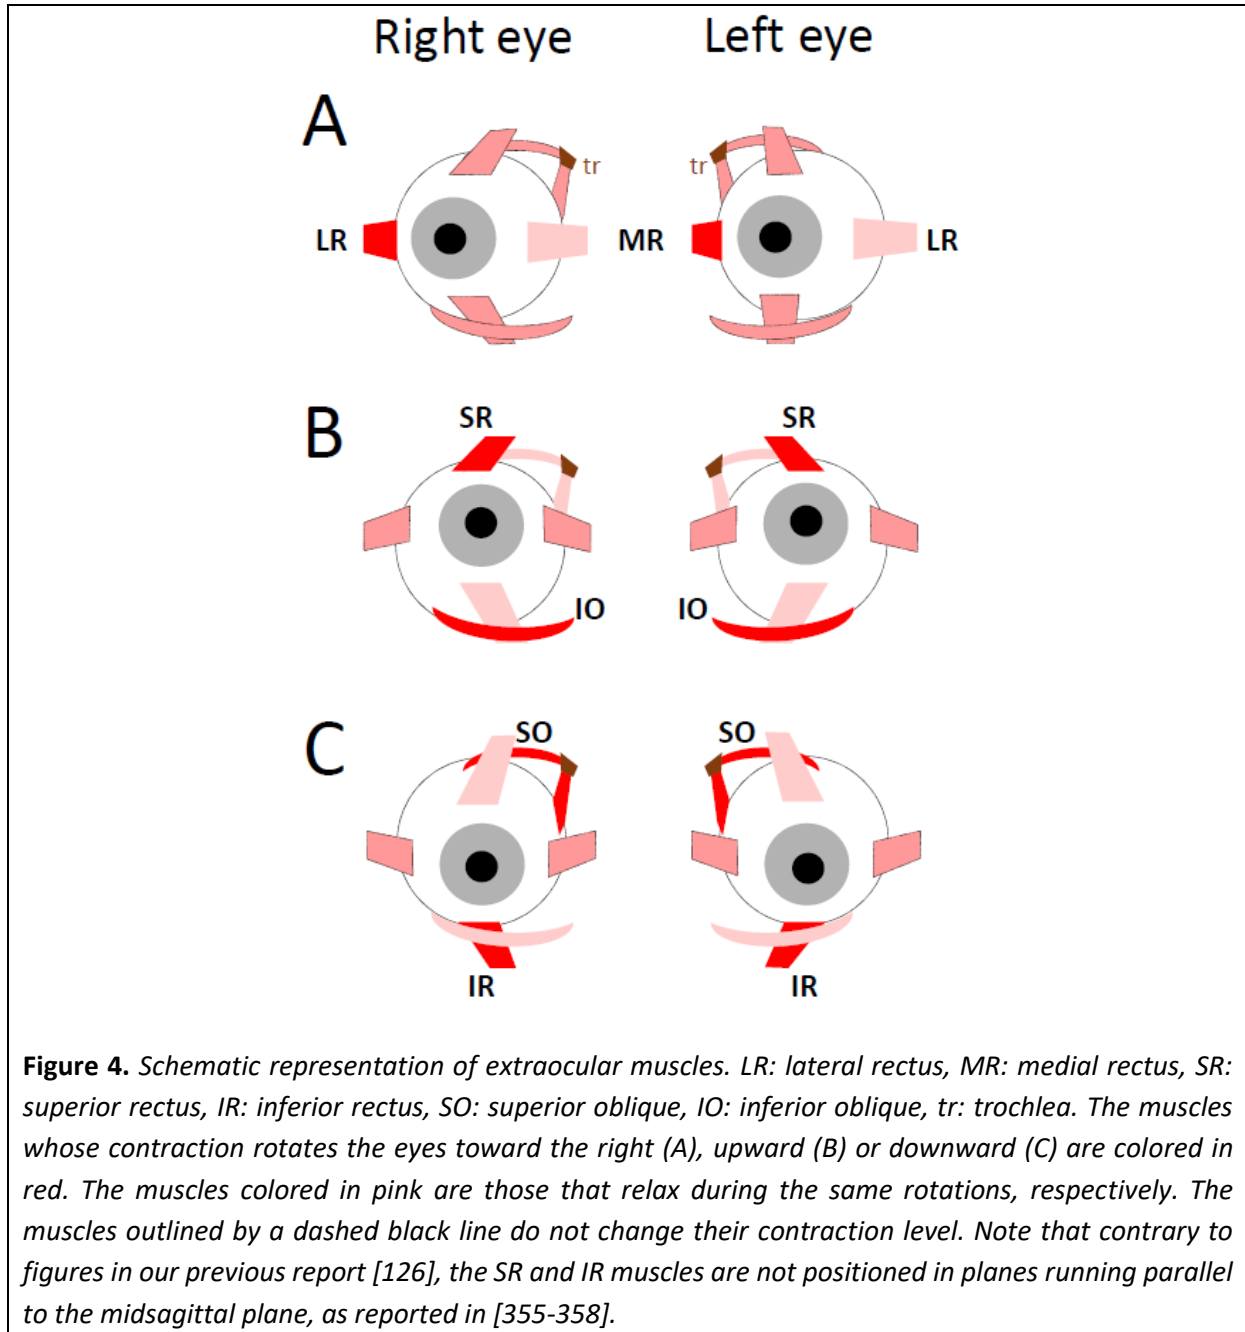 Right eye Left eye
A
tr tr
LR MR LR
B
SR SR
IO IO
C
SO SO
IR IR
Figure 4. Schematic representation of extraocular muscles. LR: lateral rectus, MR: medial rectus, SR:
superior rectus, IR: inferior rectus, SO: superior oblique, IO: inferior oblique, tr: trochlea. The muscles
whose contraction rotates the eyes toward the right (A), upward (B) or downward (C) are colored in
red. The muscles colored in pink are those that relax during the same rotations, respectively. The
muscles outlined by a dashed black line do not change their contraction level. Note that contrary to
figures in our previous report [126], the SR and IR muscles are not positioned in planes running parallel
to the midsagittal plane, as reported in [355-358].